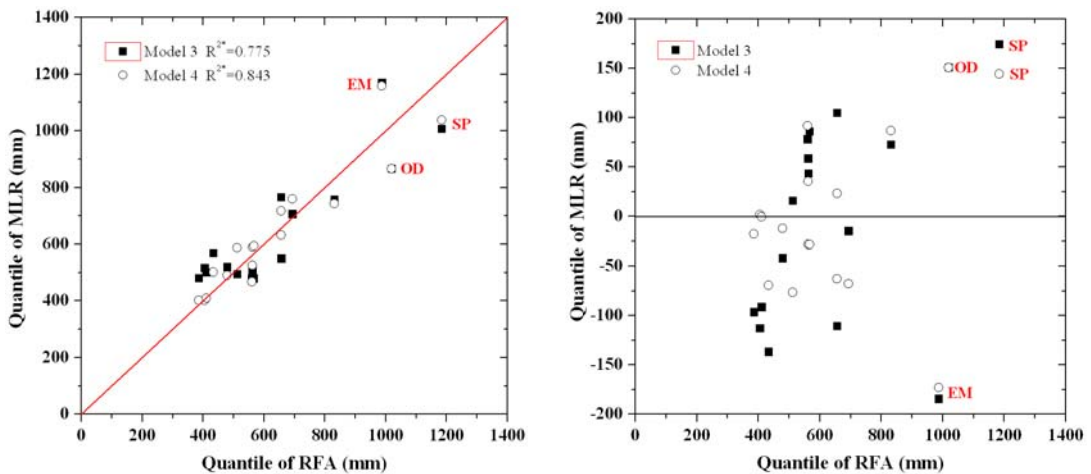 1400
1200
1000
800
600
400
200
0
0 200 400 600 800 1000 1200 1400
Quantile of MLR (mm)
Quantile of RFA (mm)
Model 3 R²*=0.775
Model 4 R²*=0.843
EM
SP
OD
200
150
100
50
0
-50
-100
-150
-200
0 200 400 600 800 1000 1200 1400
Quantile of MLR (mm)
Quantile of RFA (mm)
Model 3
Model 4
SP
OD
SP
EM